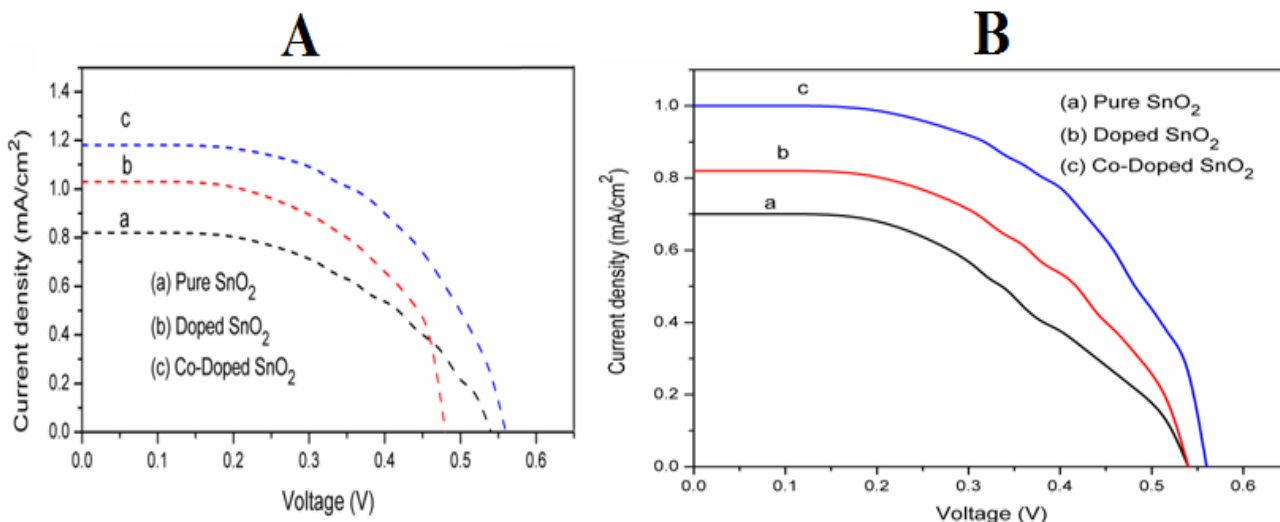 A
Current density (mA/cm²)
1.4
1.2
1.0
0.8
0.6
0.4
0.2
0.0
c
b
a
(a) Pure SnO₂
(b) Doped SnO₂
(c) Co-Doped SnO₂
0.0 0.1 0.2 0.3 0.4 0.5 0.6
Voltage (V)
B
Current density (mA/cm²)
1.0
0.8
0.6
0.4
0.2
0.0
c
b
a
(a) Pure SnO₂
(b) Doped SnO₂
(c) Co-Doped SnO₂
0.0 0.1 0.2 0.3 0.4 0.5 0.6
Voltage (V)